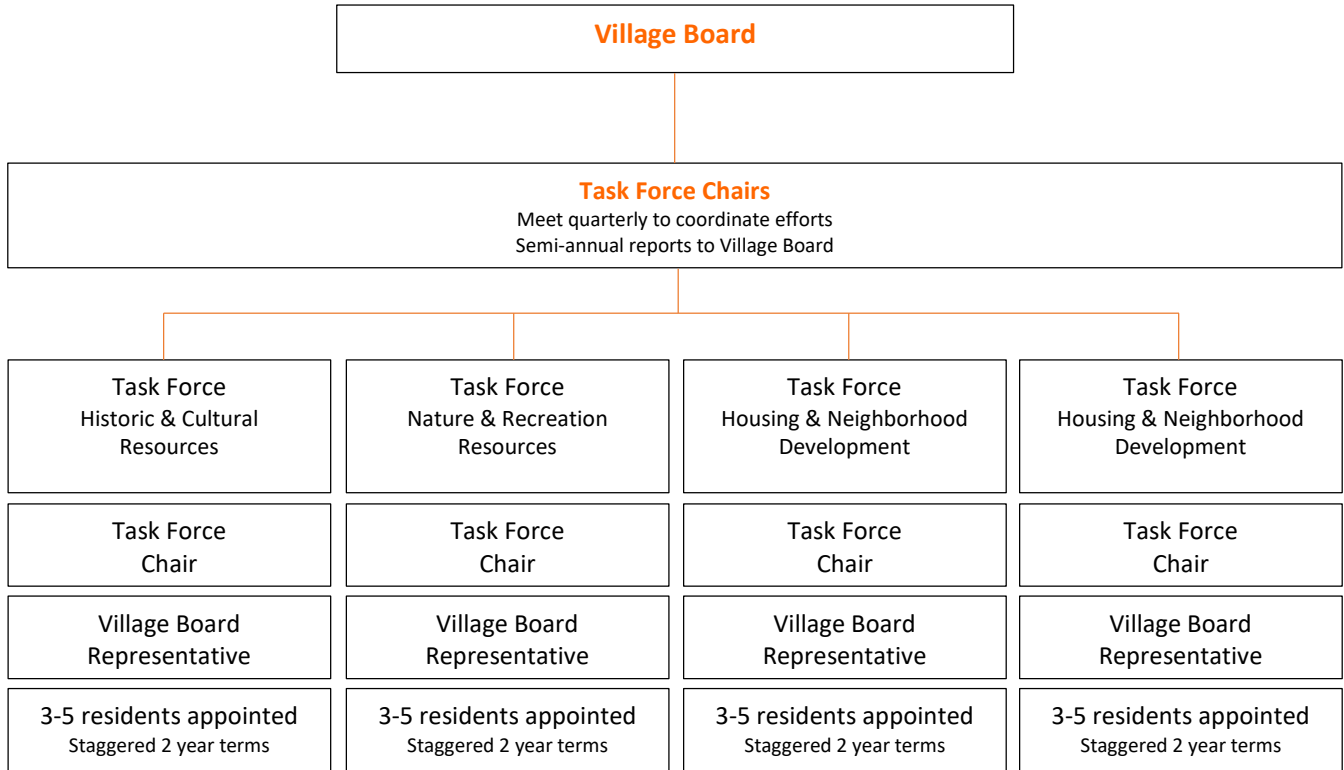 Village Board
Task Force Chairs
Meet quarterly to coordinate efforts
Semi-annual reports to Village Board
Task Force
Historic & Cultural
Resources
Task Force
Nature & Recreation
Resources
Task Force
Housing & Neighborhood
Development
Task Force
Housing & Neighborhood
Development
Task Force
Chair
Task Force
Chair
Task Force
Chair
Task Force
Chair
Village Board
Representative
Village Board
Representative
Village Board
Representative
Village Board
Representative
3-5 residents appointed
Staggered 2 year terms
3-5 residents appointed
Staggered 2 year terms
3-5 residents appointed
Staggered 2 year terms
3-5 residents appointed
Staggered 2 year terms